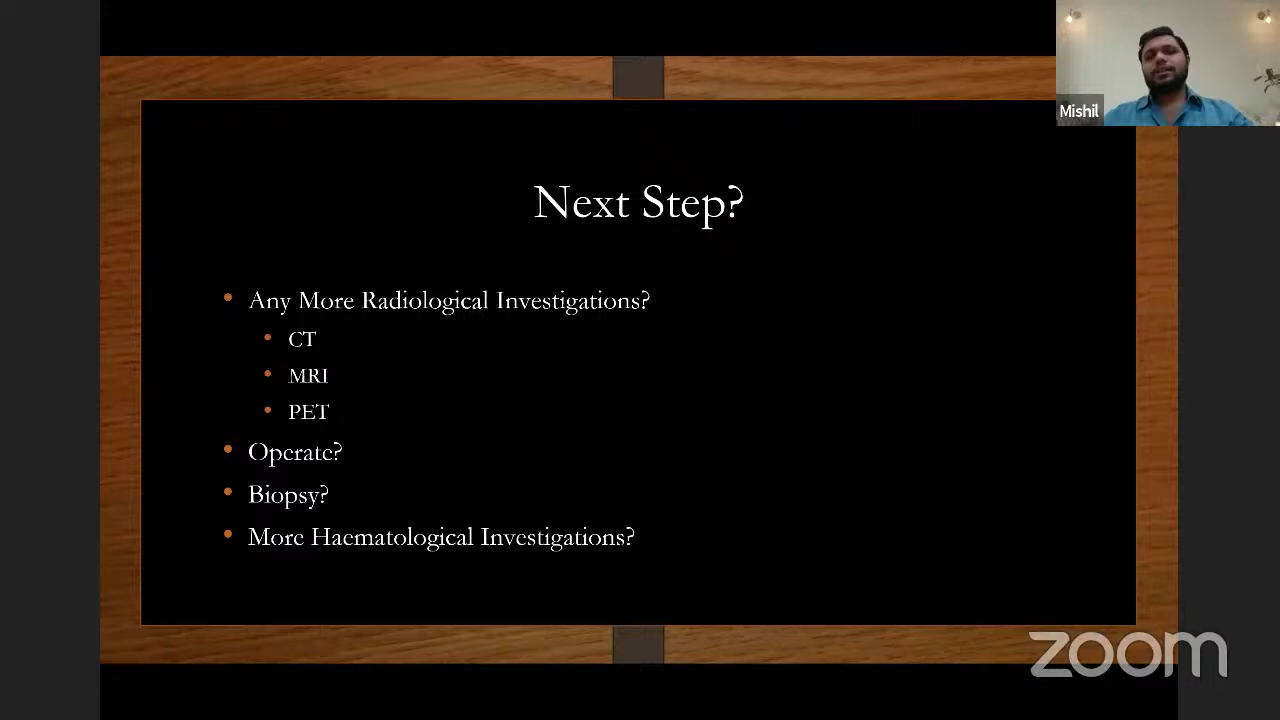 Mishil
Next Step?
Any More Radiological Investigations?
CT
MRI
PET
Operate?
Biopsy?
More Haematological Investigations?
zoom